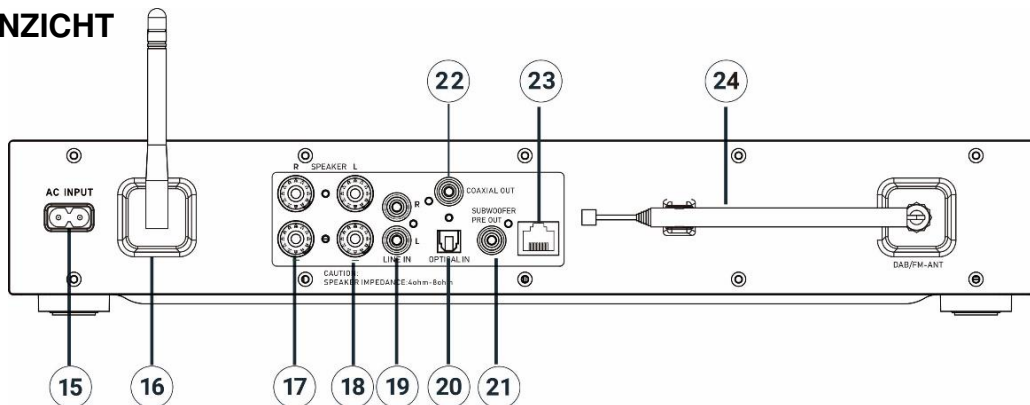 NZICHT
22 23 24
R SPEAKER L
AC INPUT
COAXIAL OUT
R
SUBWOOFER
PRE OUT
L
LINE IN OPTICAL IN
DAB/FM-ANT
CAUTION:
SPEAKER IMPEDANCE:4ohm-8ohm
15 16 17 18 19 20 21